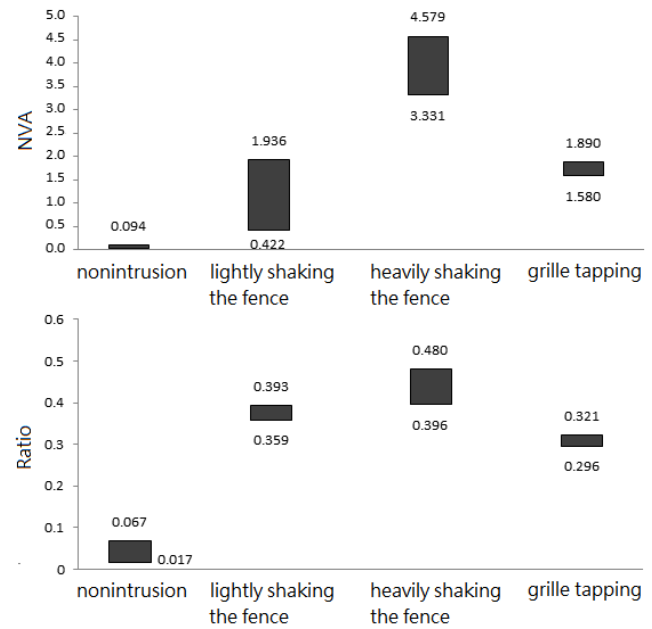 5.0
4.5
4.0
3.5
3.0
2.5
2.0
1.5
1.0
0.5
0.0
NVA
0.094
1.936
0.422
4.579
3.331
1.890
1.580
nonintrusion
lightly shaking
the fence
heavily shaking
the fence
grille tapping
0.6
0.5
0.4
0.3
0.2
0.1
0
Ratio
0.067
0.017
0.393
0.359
0.480
0.396
0.321
0.296
nonintrusion
lightly shaking
the fence
heavily shaking
the fence
grille tapping